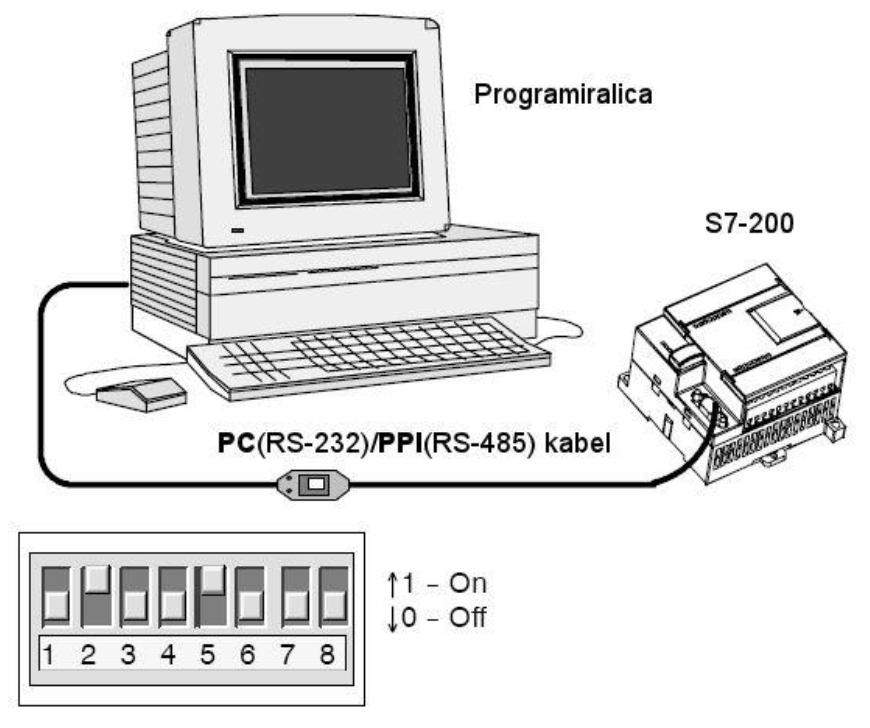 Programiralica
S7-200
PC(RS-232)/PPI(RS-485) kabel
↑1 – On
↓0 – Off
1 2 3 4 5 6 7 8